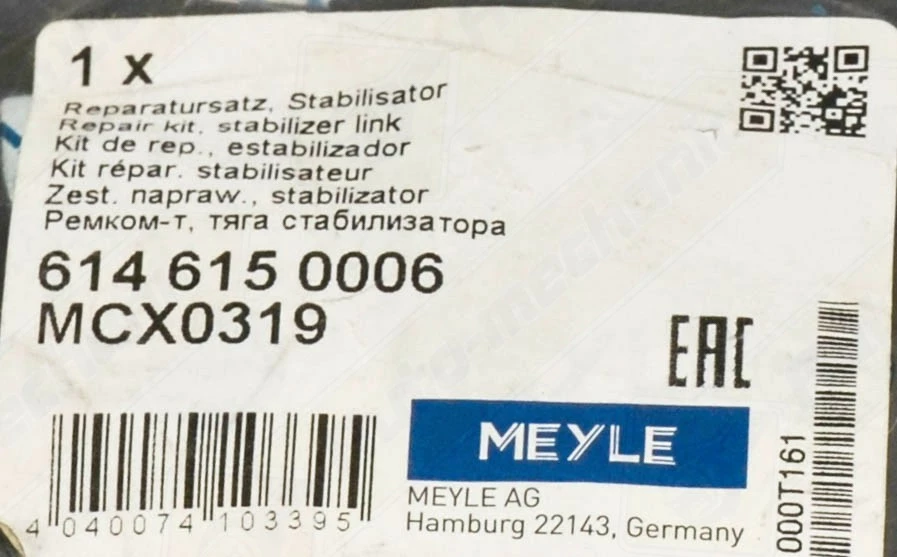 1 x
Reparatursatz, Stabilisator
Repair kit, stabilizer link
Kit de rep., estabilizador
Kit répar. stabilisateur
Zest. napraw., stabilizator
Ремком-т, тяга стабилизатора
614 615 0006
MCX0319
EAC
MEYLE
MEYLE AG
Hamburg 22143, Germany
4 040074 103395
000T161